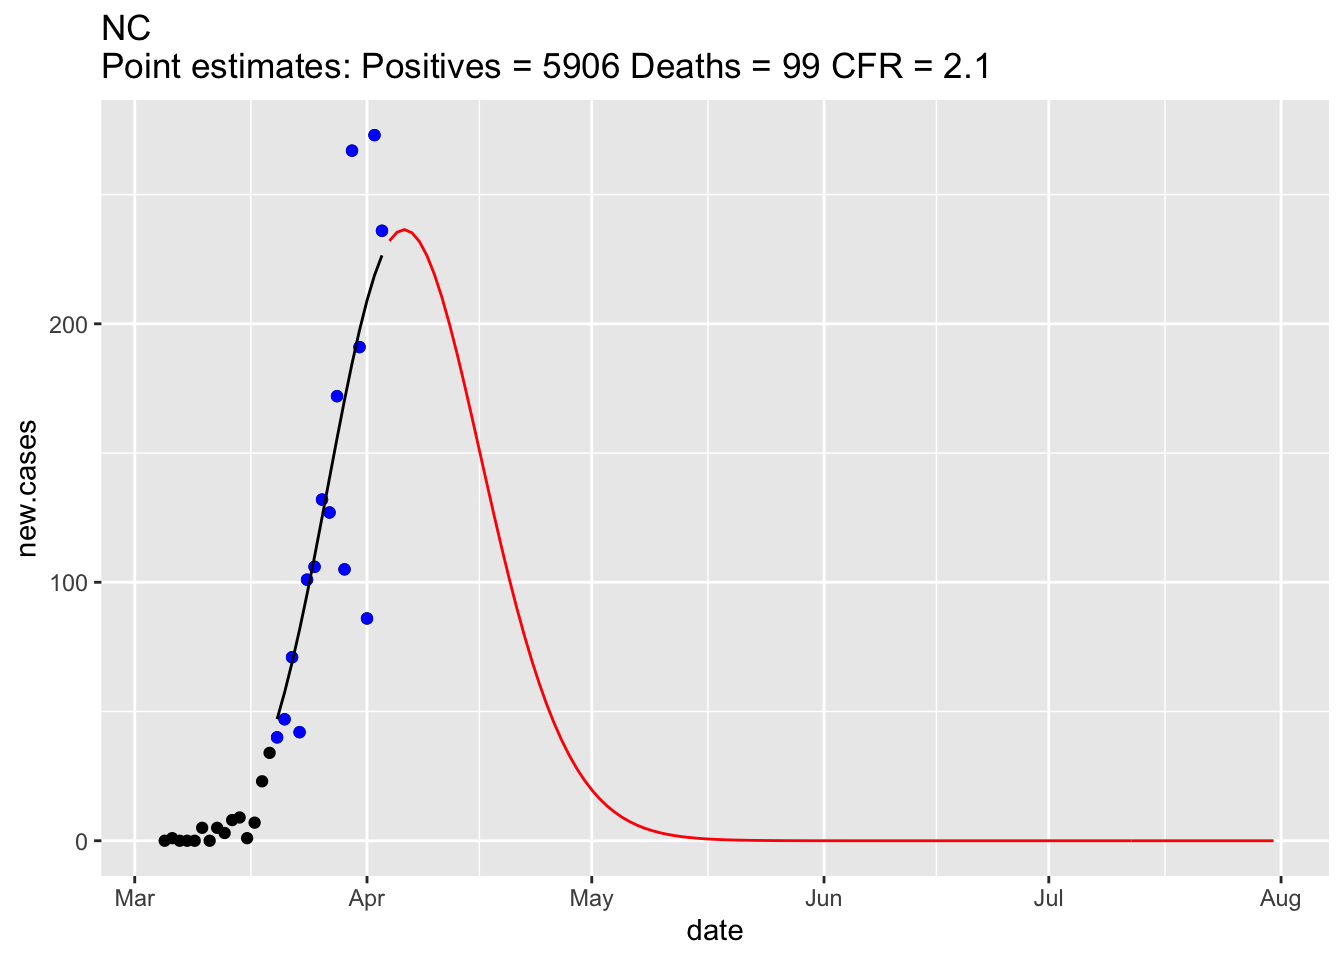 NC
Point estimates: Positives = 5906 Deaths = 99 CFR = 2.1
new.cases
200
100
0
Mar Apr May Jun Jul Aug
date